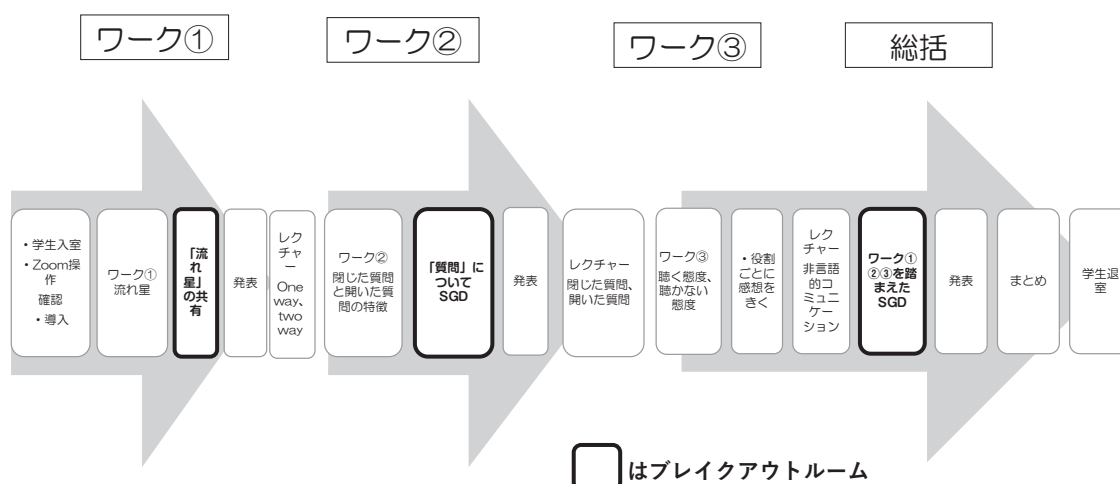 ワーク①
ワーク②
ワーク③
総括
・学生入室
・Zoom操
作
確認
・導入
ワーク①
流れ星
「流
れ
星」
の共
有
発表
レク
チャ
ー
One
way、
two
way
ワーク②
閉じた質問
と開いた質
問の特徴
「質問」に
ついて
SGD
発表
レクチャー
閉じた質問、
開いた質問
ワーク③
聴く態度、
聴かない
態度
・役割
ごとに
感想を
きく
レク
チャー
非言語
的コ
ミュニ
ケー
ション
ワーク①
②③を踏
まえた
SGD
発表
まとめ
学生退
室
はブレイクアウトルーム